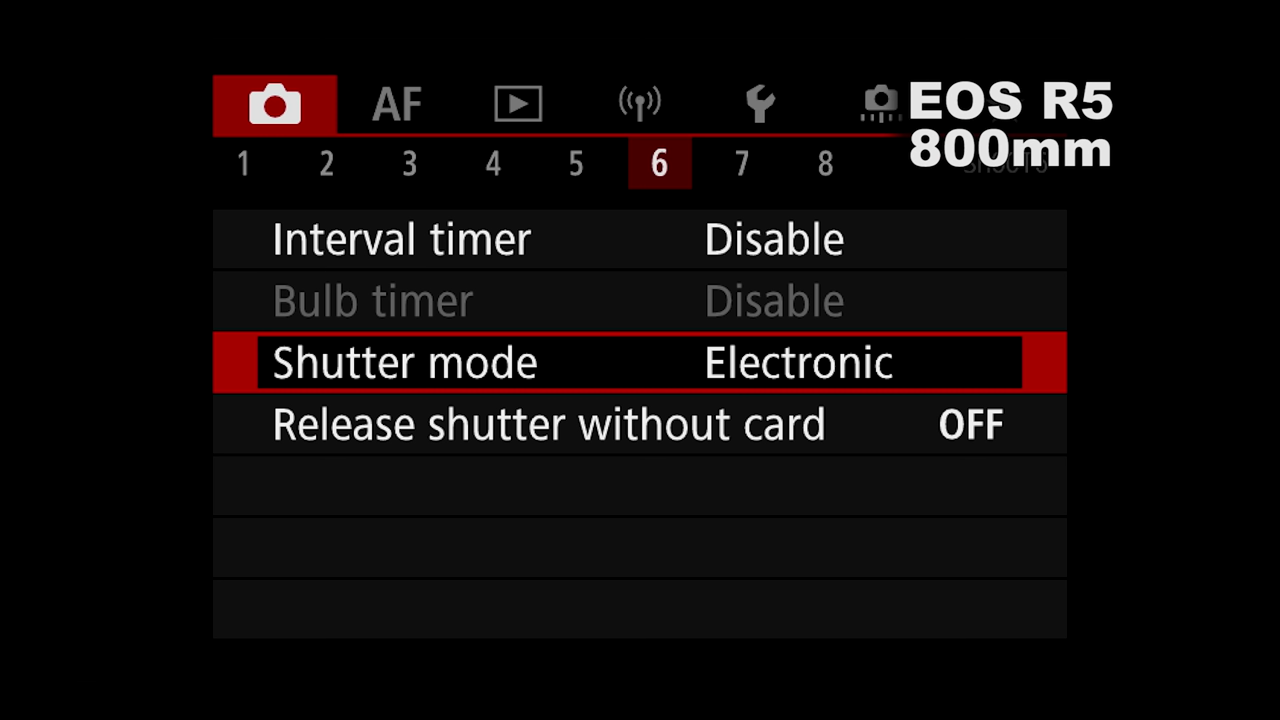 AF
EOS R5
800mm
1 2 3 4 5 6 7 8
SHOOT6
Interval timer Disable
Bulb timer Disable
Shutter mode Electronic
Release shutter without card OFF